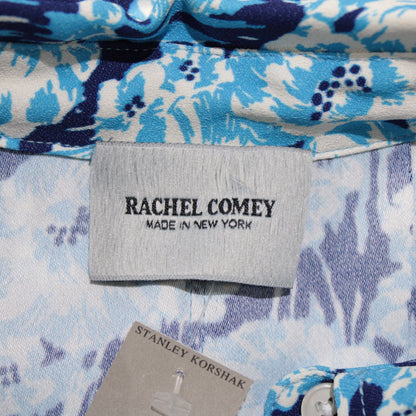 RACHEL COMEY
MADE IN NEW YORK
STANLEY KORSHAK